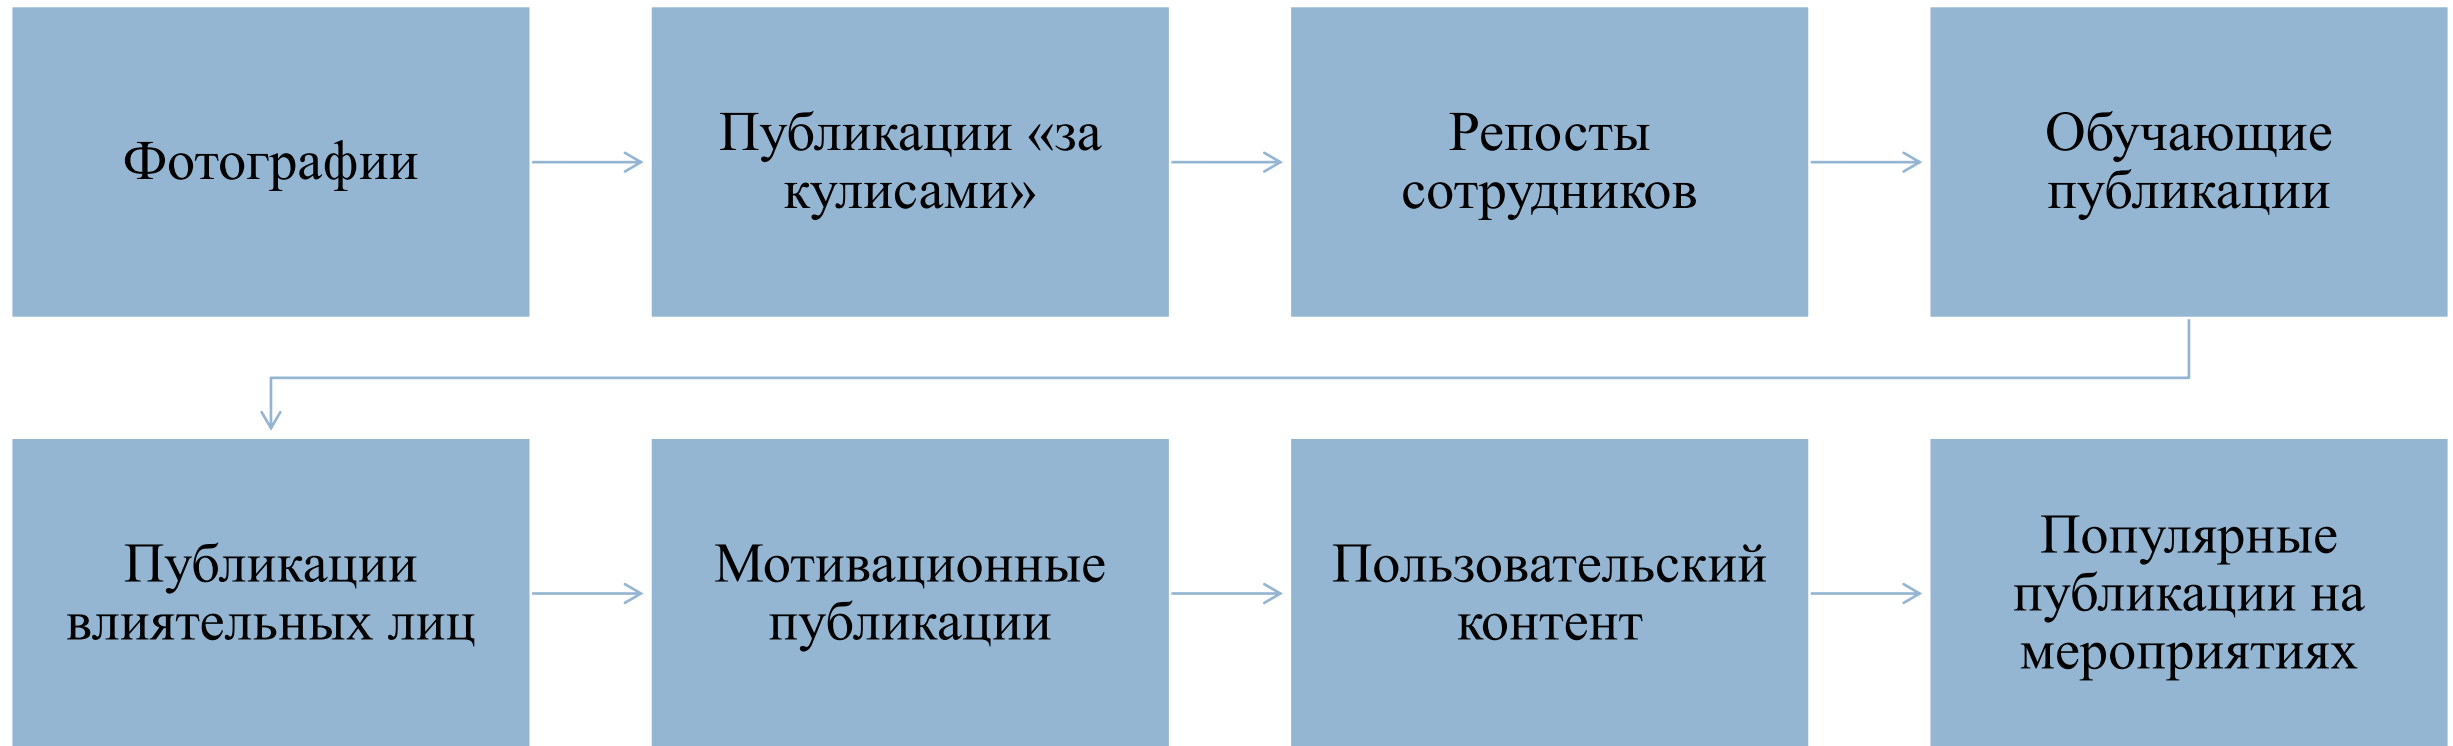 Фотографии
Публикации «за
кулисами»
Репосты
сотрудников
Обучающие
публикации
Публикации
влиятельных лиц
Мотивационные
публикации
Пользовательский
контент
Популярные
публикации на
мероприятиях